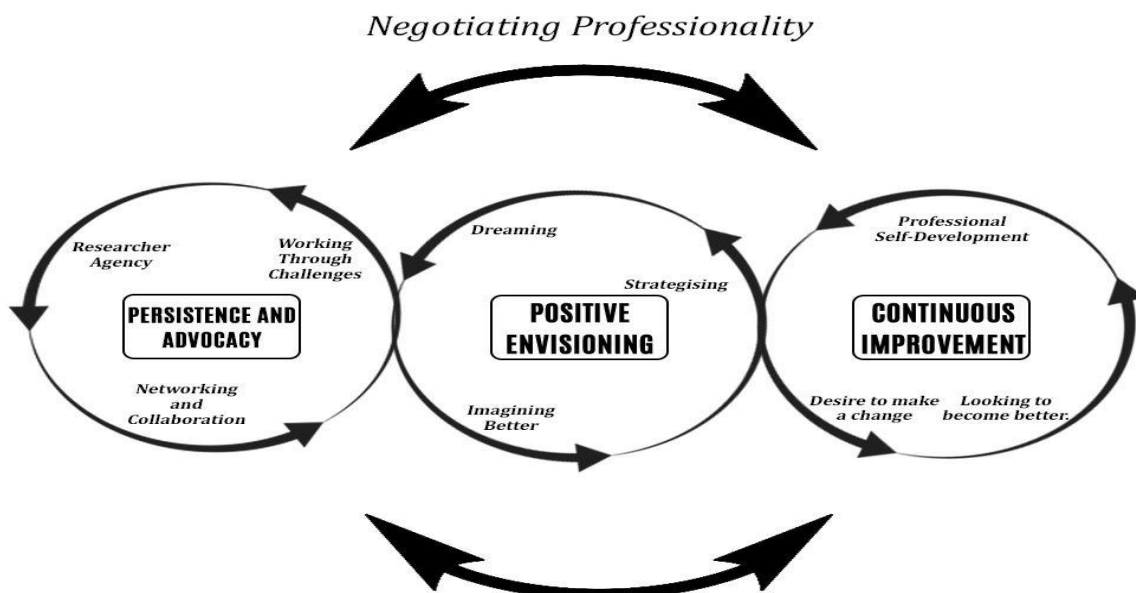 Negotiating Professionality
Researcher
Agency
Working
Through
Challenges
PERSISTENCE AND
ADVOCACY
Networking
and
Collaboration
Dreaming
Strategising
POSITIVE
ENVISIONING
Imagining
Better
Professional
Self-Development
CONTINUOUS
IMPROVEMENT
Desire to make
a change
Looking to
become better.